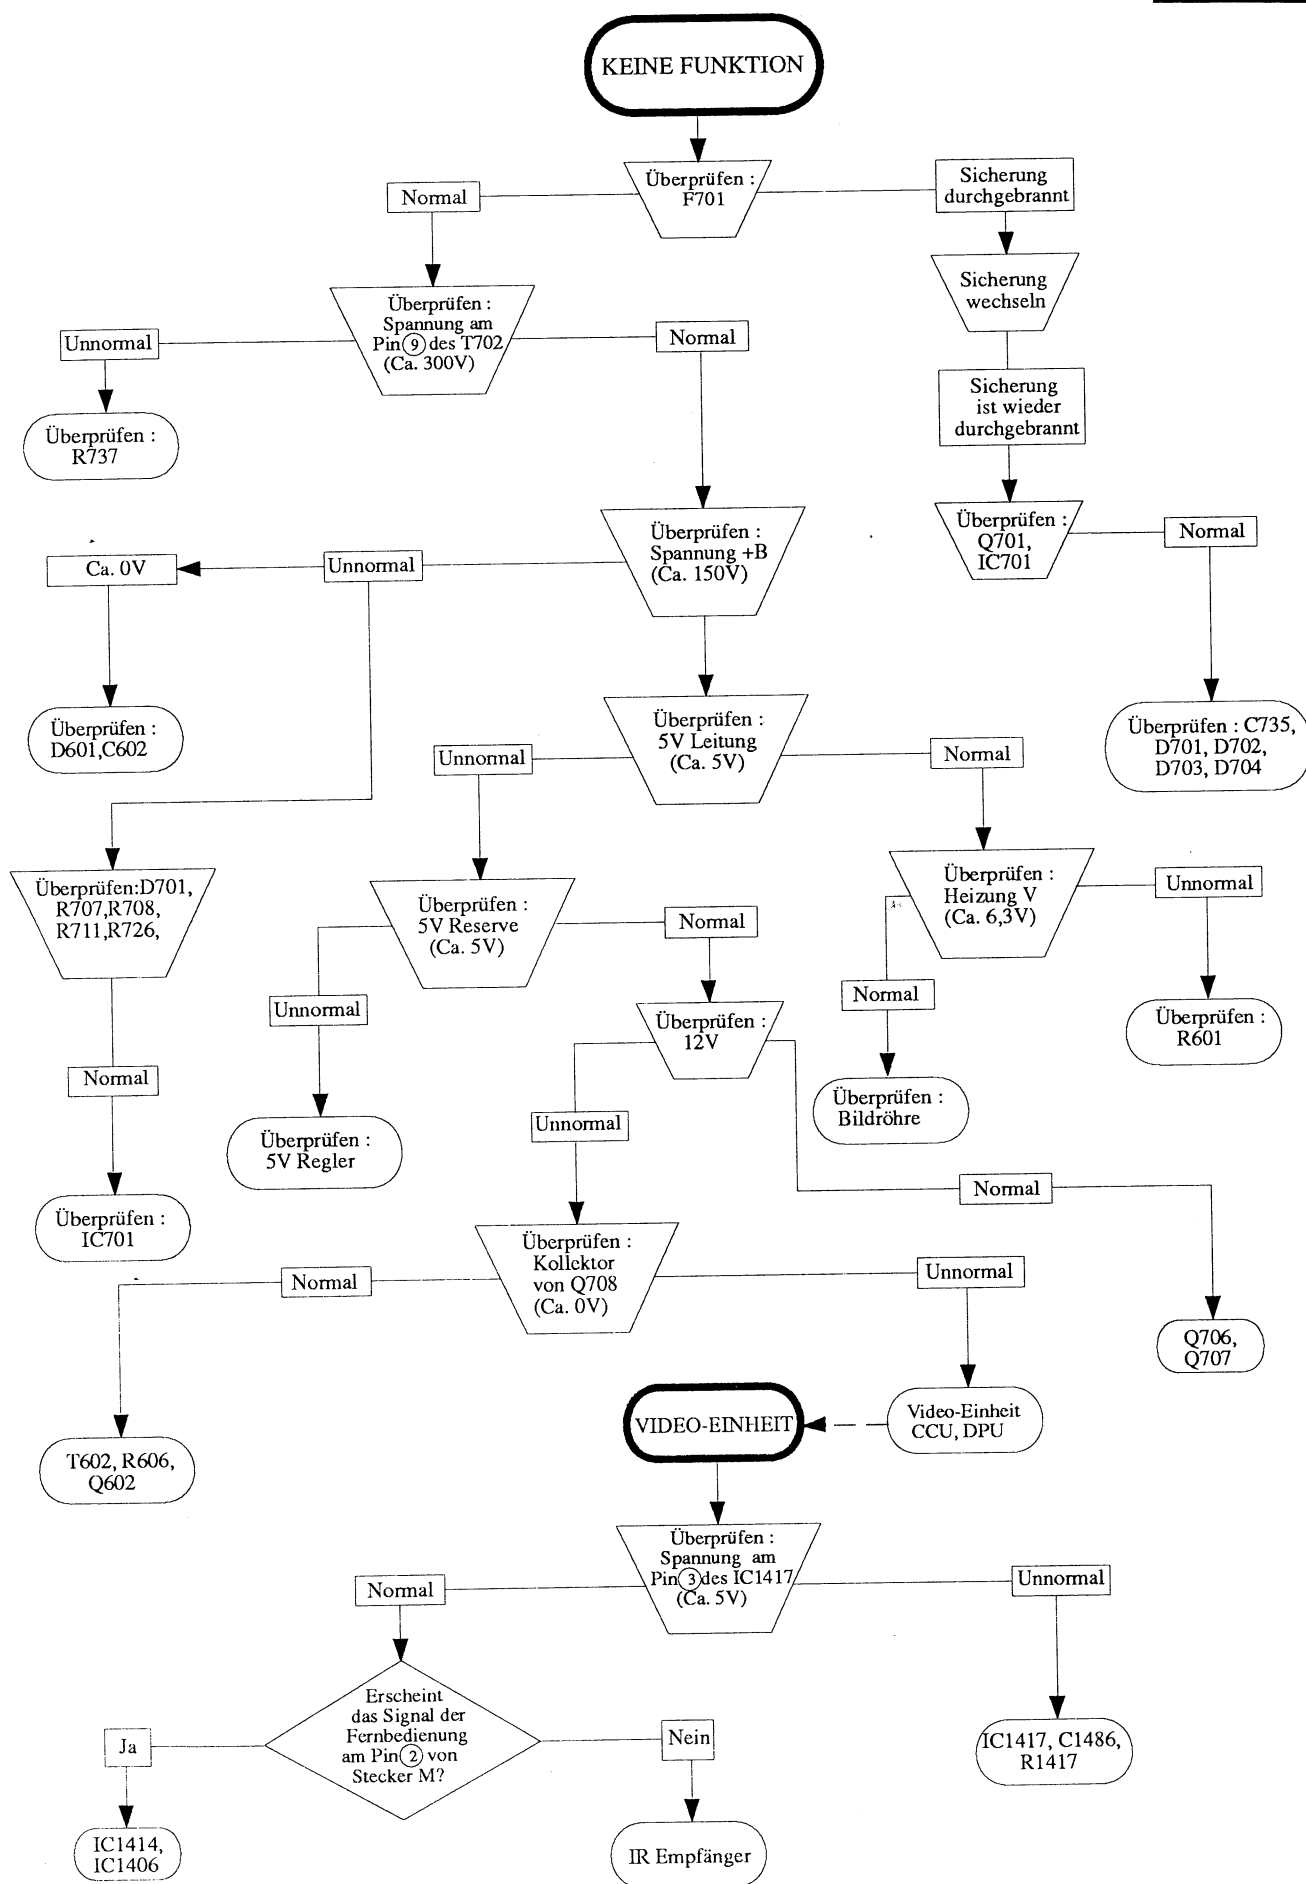 KEINE FUNKTION
Überprüfen :
F701
Normal
Sicherung
durchgebrannt
Überprüfen :
Spannung am
Pin 9 des T702
(Ca. 300V)
Sicherung
wechseln
Unnormal
Normal
Überprüfen :
R737
Sicherung
ist wieder
durchgebrannt
Überprüfen :
Spannung +B
(Ca. 150V)
Überprüfen :
Q701,
IC701
Normal
Ca. 0V
Unnormal
Überprüfen :
D601,C602
Überprüfen :
5V Leitung
(Ca. 5V)
Überprüfen : C735,
D701, D702,
D703, D704
Unnormal
Normal
Überprüfen:D701,
R707,R708,
R711,R726,
Überprüfen :
5V Reserve
(Ca. 5V)
Normal
Überprüfen :
Heizung V
(Ca. 6,3V)
Unnormal
Unnormal
Überprüfen :
12V
Normal
Überprüfen :
R601
Normal
Überprüfen :
5V Regler
Unnormal
Überprüfen :
Bildröhre
Normal
Überprüfen :
IC701
Normal
Überprüfen :
Kollektor
von Q708
(Ca. 0V)
Unnormal
Q706,
Q707
T602, R606,
Q602
VIDEO-EINHEIT
Video-Einheit
CCU, DPU
Überprüfen :
Spannung am
Pin 3 des IC1417
(Ca. 5V)
Normal
Unnormal
Erscheint
das Signal der
Fernbedienung
am Pin 2 von
Stecker M?
Ja
Nein
IC1417, C1486,
R1417
IC1414,
IC1406
IR Empfänger